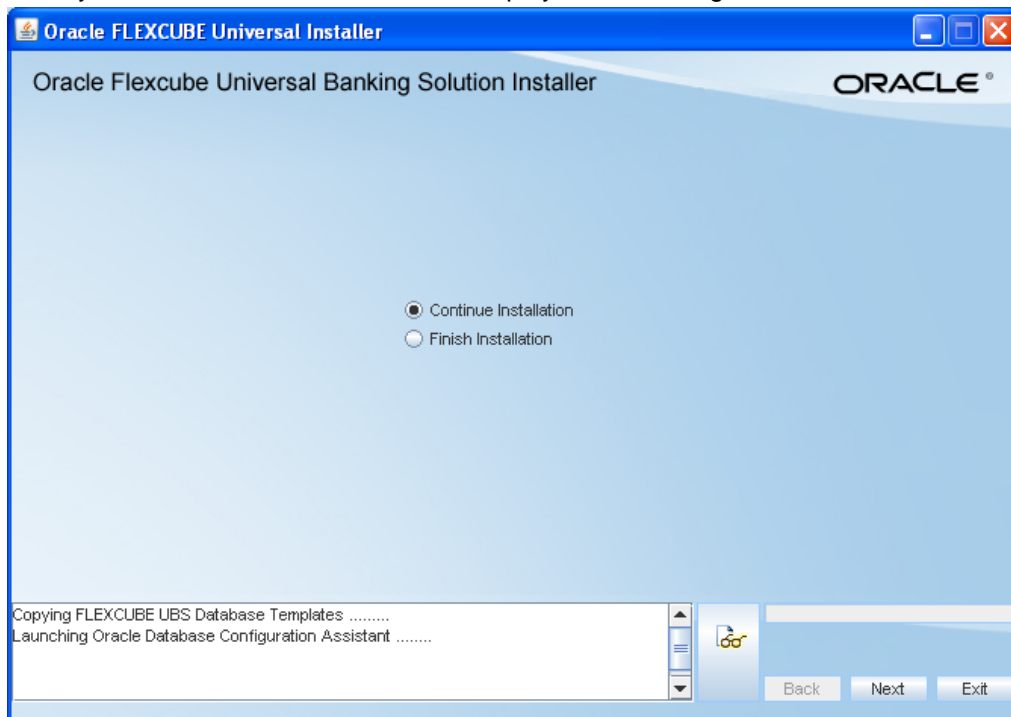 Oracle FLEXCUBE Universal Installer
Oracle Flexcube Universal Banking Solution Installer
ORACLE®
Continue Installation
Finish Installation
Copying FLEXCUBE UBS Database Templates .........
Launching Oracle Database Configuration Assistant ........
Back Next Exit